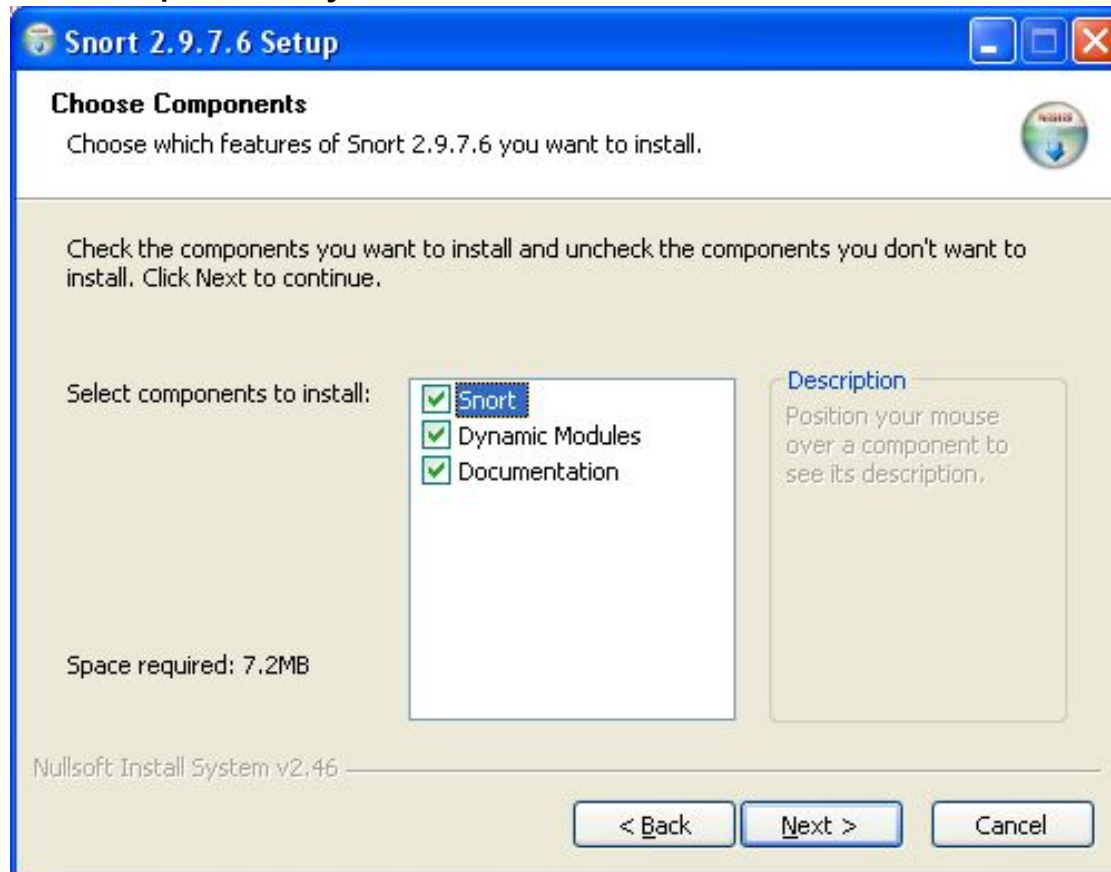 Snort 2.9.7.6 Setup
Choose Components
Choose which features of Snort 2.9.7.6 you want to install.
Check the components you want to install and uncheck the components you don't want to
install. Click Next to continue.
Select components to install:
Snort
Dynamic Modules
Documentation
Description
Position your mouse
over a component to
see its description.
Space required: 7.2MB
Nullsoft Install System v2.46
< Back
Next >
Cancel